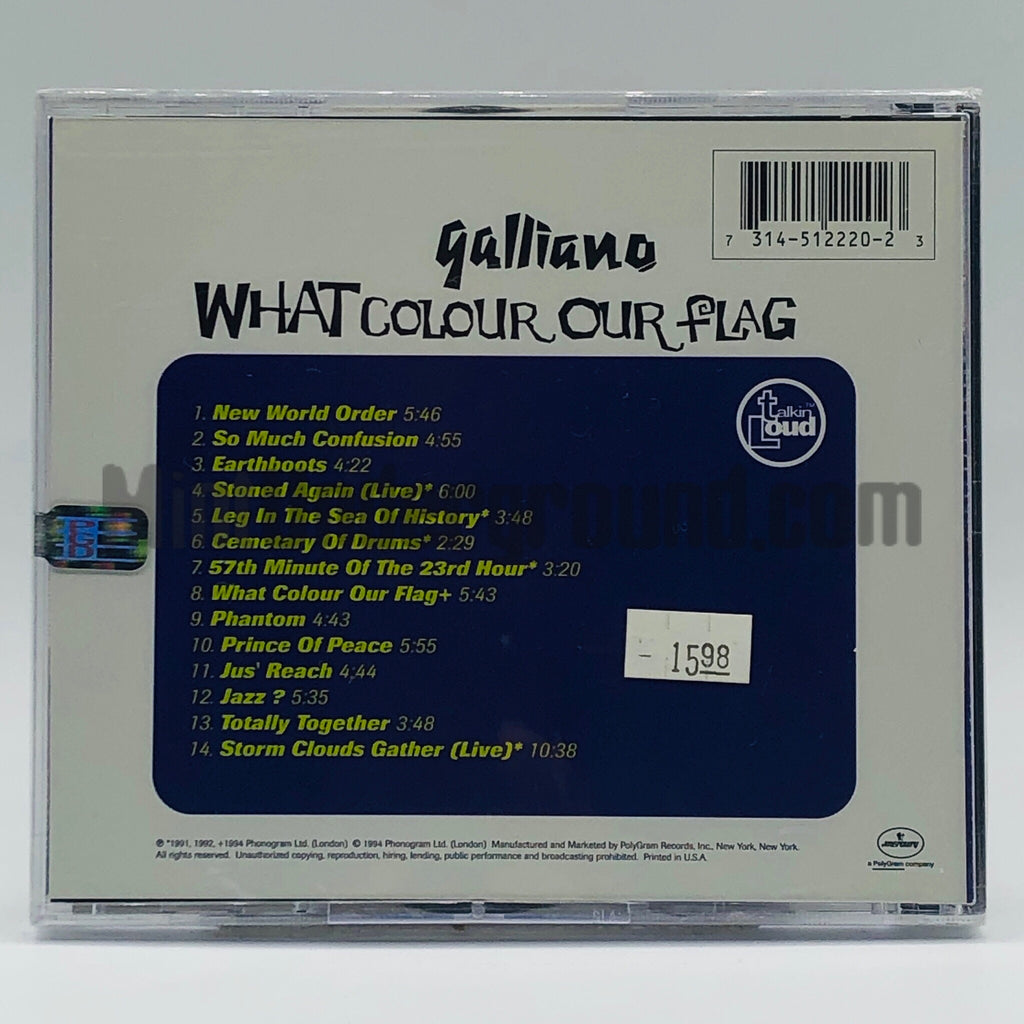 7 314-512220-2 3
galliano
WHAT COLOUR OUR FLAG
talkin' Loud™
1. New World Order 5:46
2. So Much Confusion 4:55
3. Earthboots 4:22
4. Stoned Again (Live)* 6:00
5. Leg In The Sea Of History* 3:48
6. Cemetary Of Drums* 2:29
7. 57th Minute Of The 23rd Hour* 3:20
8. What Colour Our Flag+ 5:43
9. Phantom 4:43
10. Prince Of Peace 5:55
11. Jus' Reach 4:44
12. Jazz ? 5:35
13. Totally Together 3:48
14. Storm Clouds Gather (Live)* 10:38
PGD
- 1598
℗ *1991, 1992, +1994 Phonogram Ltd. (London) © 1994 Phonogram Ltd. (London) Manufactured and Marketed by PolyGram Records, Inc., New York, New York.
All rights reserved. Unauthorized copying, reproduction, hiring, lending, public performance and broadcasting prohibited. Printed in U.S.A.
mercury
a PolyGram company